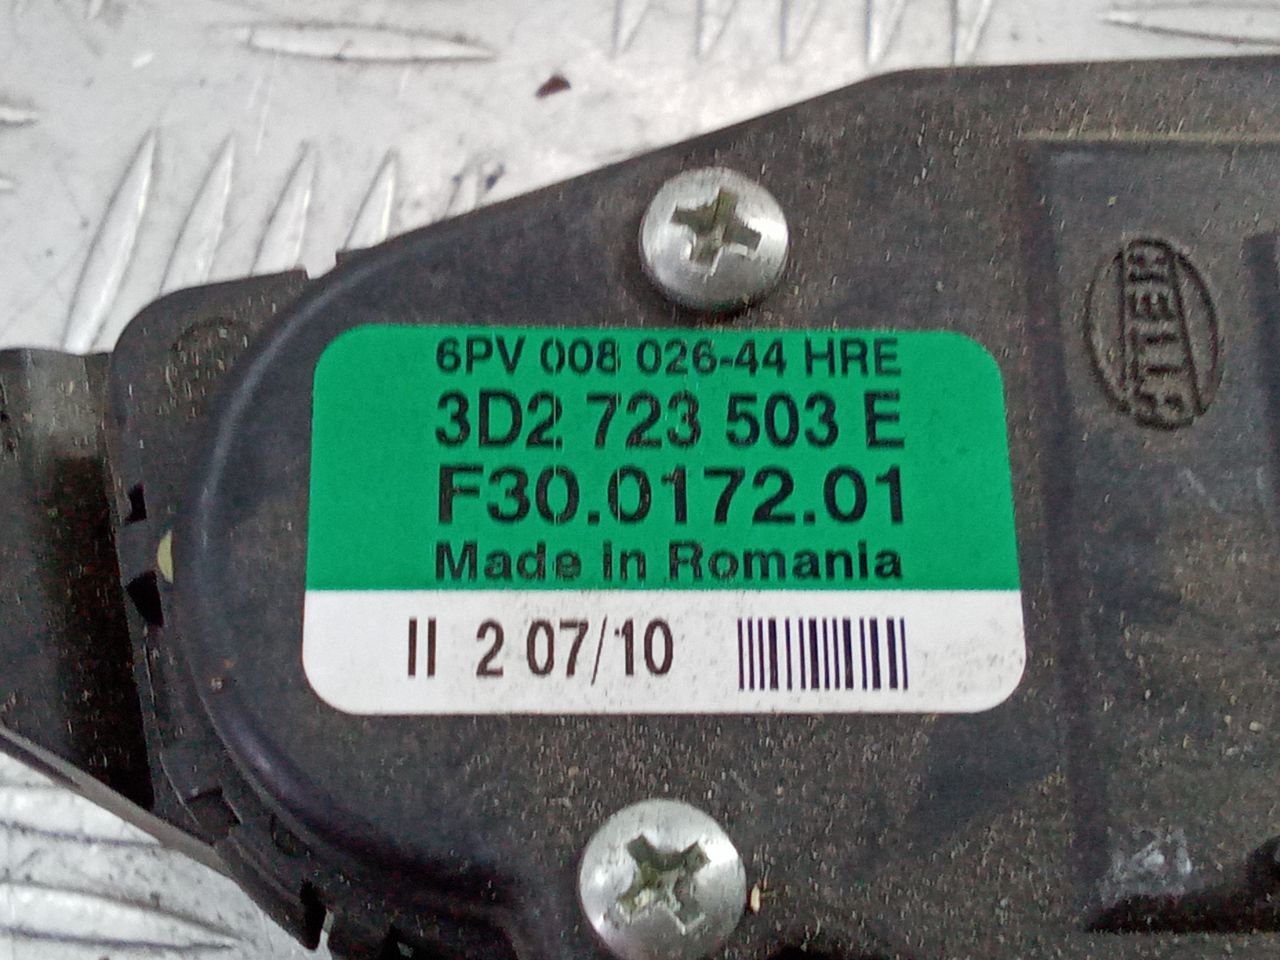 6PV 008 026-44 HRE
3D2 723 503 E
F30.0172.01
Made in Romania
II 2 07/10
HELLA